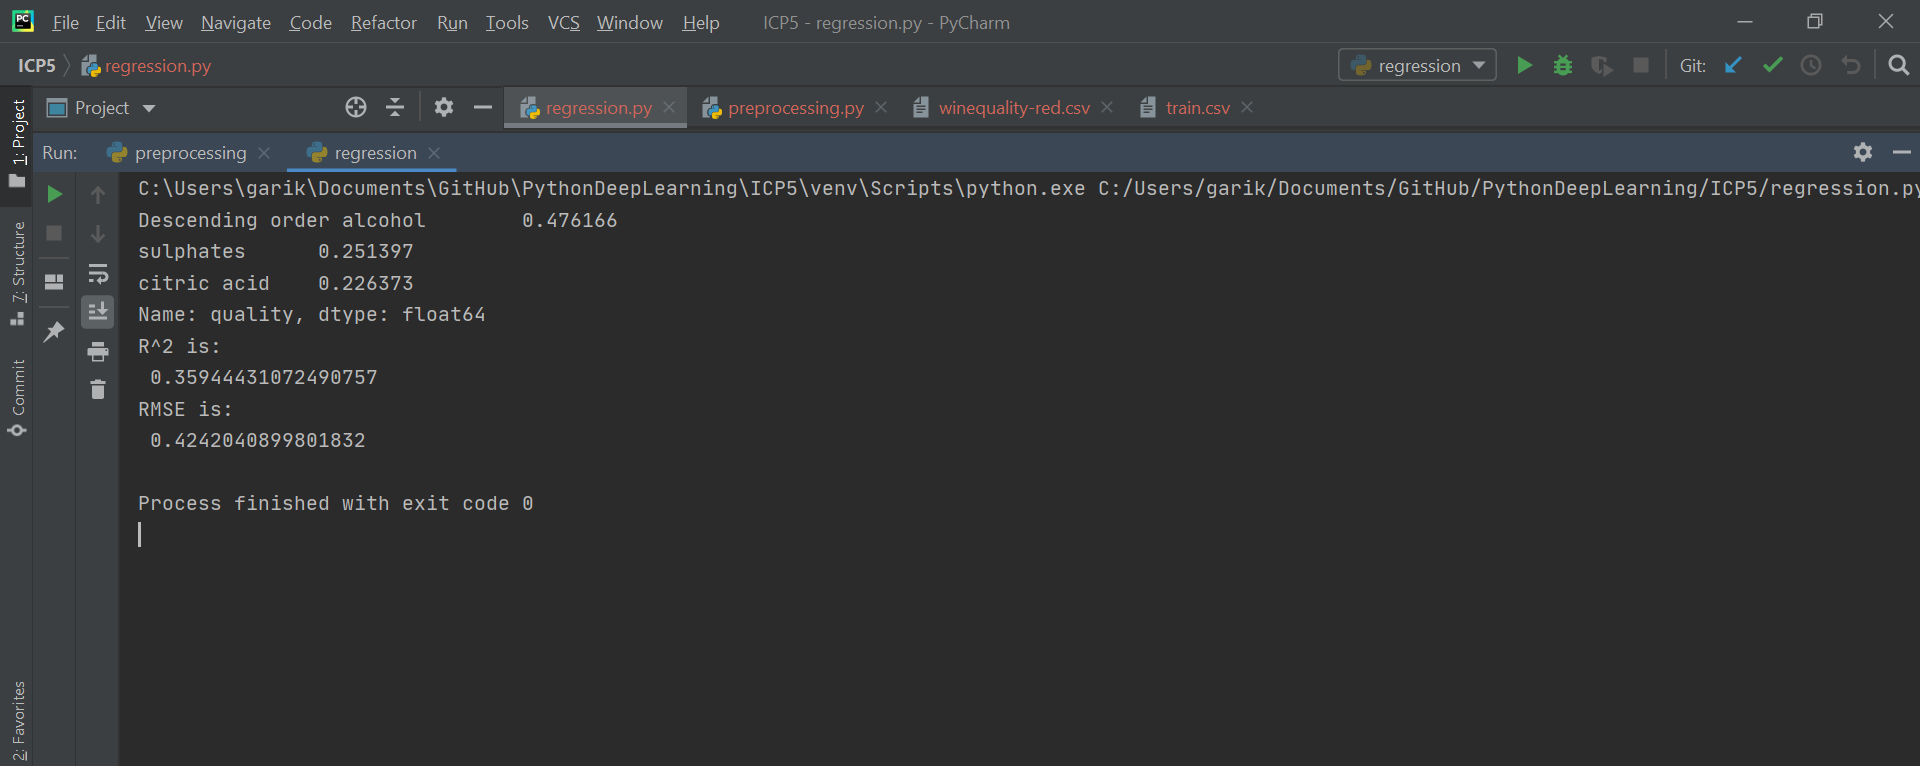 PC File Edit View Navigate Code Refactor Run Tools VCS Window Help ICP5 - regression.py - PyCharm
ICP5 regression.py regression Git:
1: Project
Project regression.py preprocessing.py winequality-red.csv train.csv
Run: preprocessing regression
C:\Users\garik\Documents\GitHub\PythonDeepLearning\ICP5\venv\Scripts\python.exe C:/Users/garik/Documents/GitHub/PythonDeepLearning/ICP5/regression.py
Descending order alcohol 0.476166
sulphates 0.251397
citric acid 0.226373
Name: quality, dtype: float64
R^2 is:
0.35944431072490757
RMSE is:
0.4242040899801832
Process finished with exit code 0
7: Structure
Commit
2: Favorites